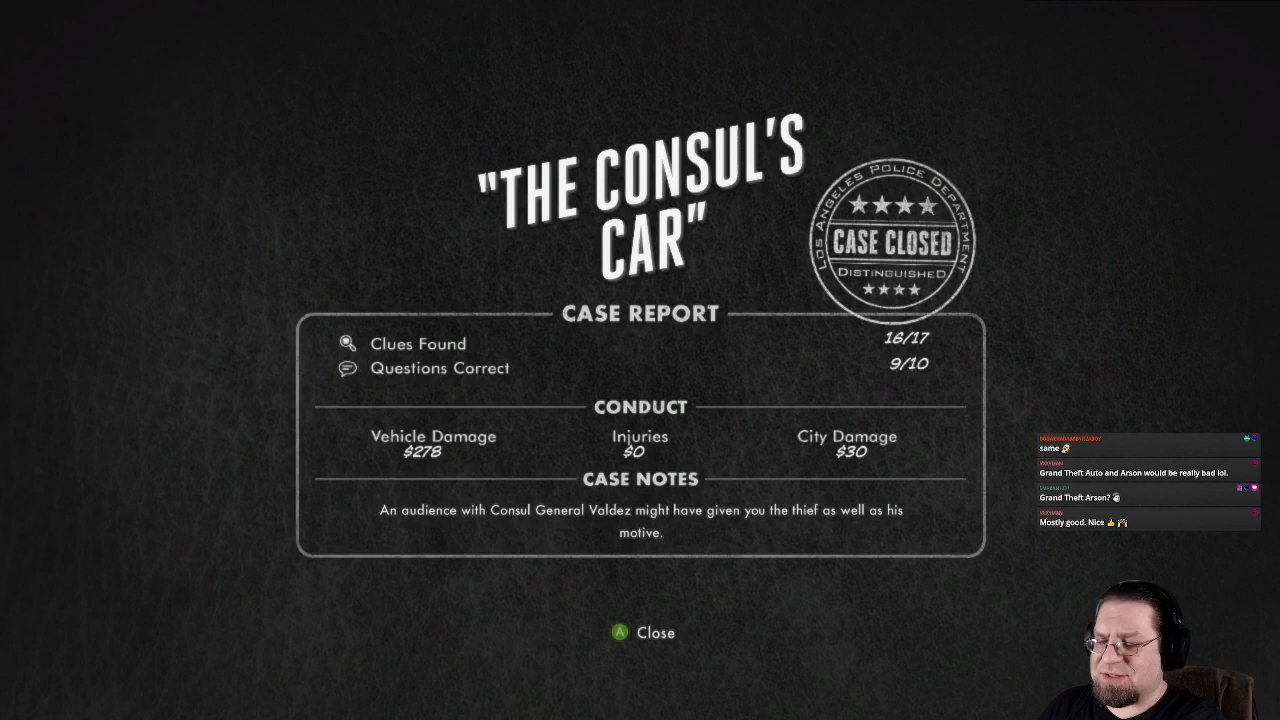 "THE CONSUL'S
CAR"
LOS ANGELES POLICE DEPARTMENT
CASE CLOSED
DISTINGUISHED
CASE REPORT
Clues Found 16/17
Questions Correct 9/10
CONDUCT
Vehicle Damage Injuries City Damage
$278 $0 $30
CASE NOTES
An audience with Consul General Valdez might have given you the thief as well as his
motive.
A Close
same
VIXYMAN
Grand Theft Auto and Arson would be really bad lol.
Grand Theft Arson?
VIXYMAN
Mostly good. Nice